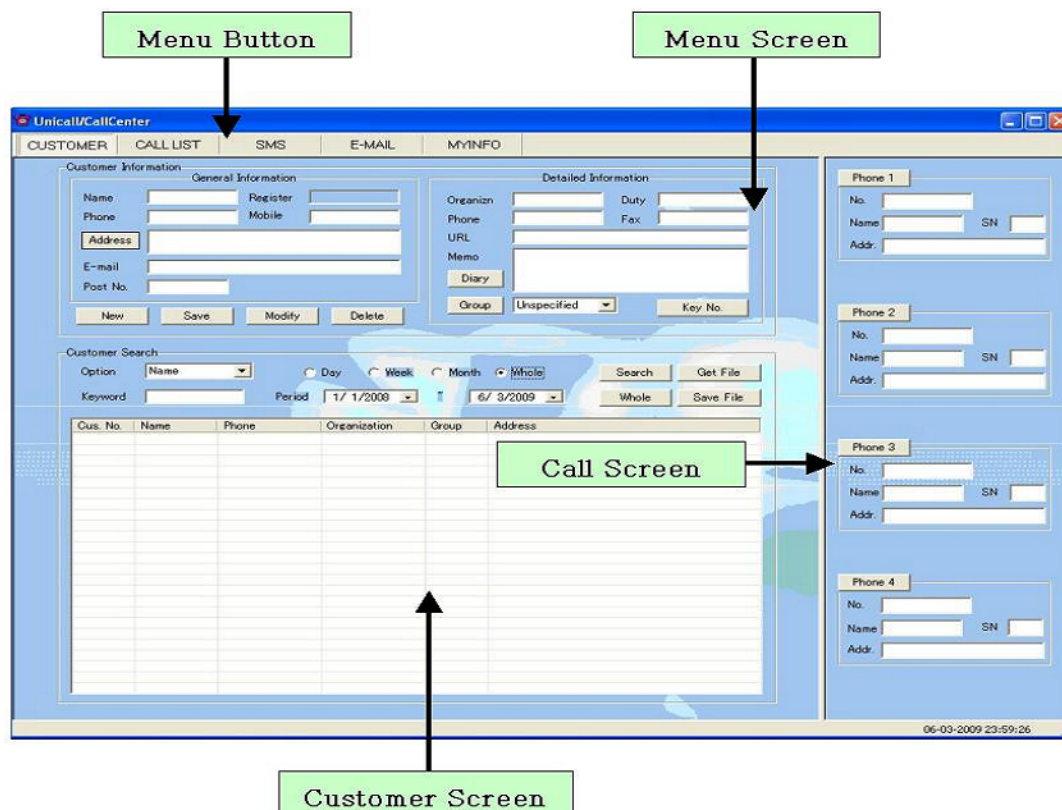 Menu Button
Menu Screen
Unicall/CallCenter
CUSTOMER CALL LIST SMS E-MAIL MYINFO
Customer Information
General Information
Name Register
Phone Mobile
Address
E-mail
Post No.
New Save Modify Delete
Detailed Information
Organizn Duty
Phone Fax
URL
Memo
Diary
Group Unspecified Key No.
Customer Search
Option Name Day Week Month Whole Search Get File
Keyword Period 1/ 1/2008 6/ 3/2009 Whole Save File
Cus. No. Name Phone Organization Group Address
Call Screen
Phone 1
No.
Name SN
Addr.
Phone 2
No.
Name SN
Addr.
Phone 3
No.
Name SN
Addr.
Phone 4
No.
Name SN
Addr.
06-03-2009 23:59:26
Customer Screen